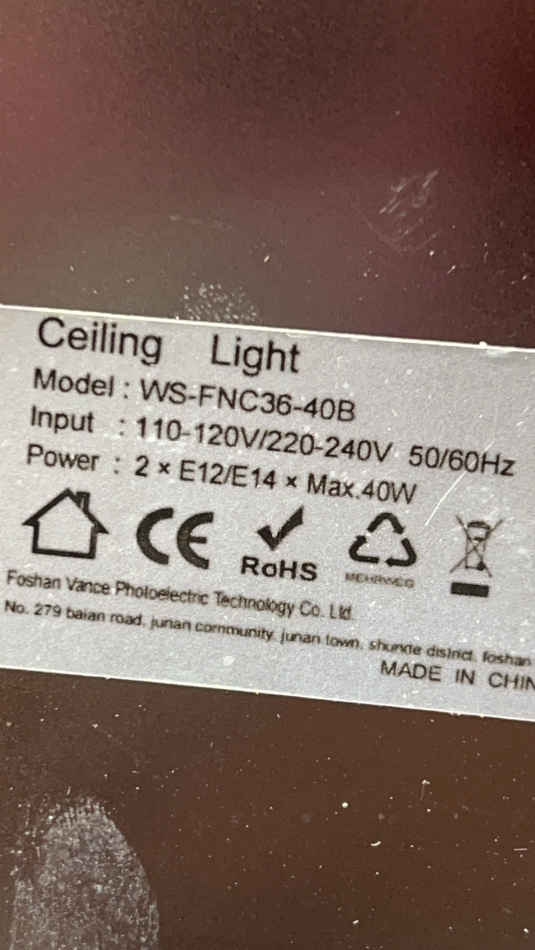 Ceiling Light
Model : WS-FNC36-40B
Input : 110-120V/220-240V 50/60Hz
Power : 2 × E12/E14 × Max.40W
CE
RoHS
MEHRWEG
Foshan Vance Photoelectric Technology Co. Ltd.
No. 279 baian road, junan community, junan town, shunde district, foshan
MADE IN CHIN